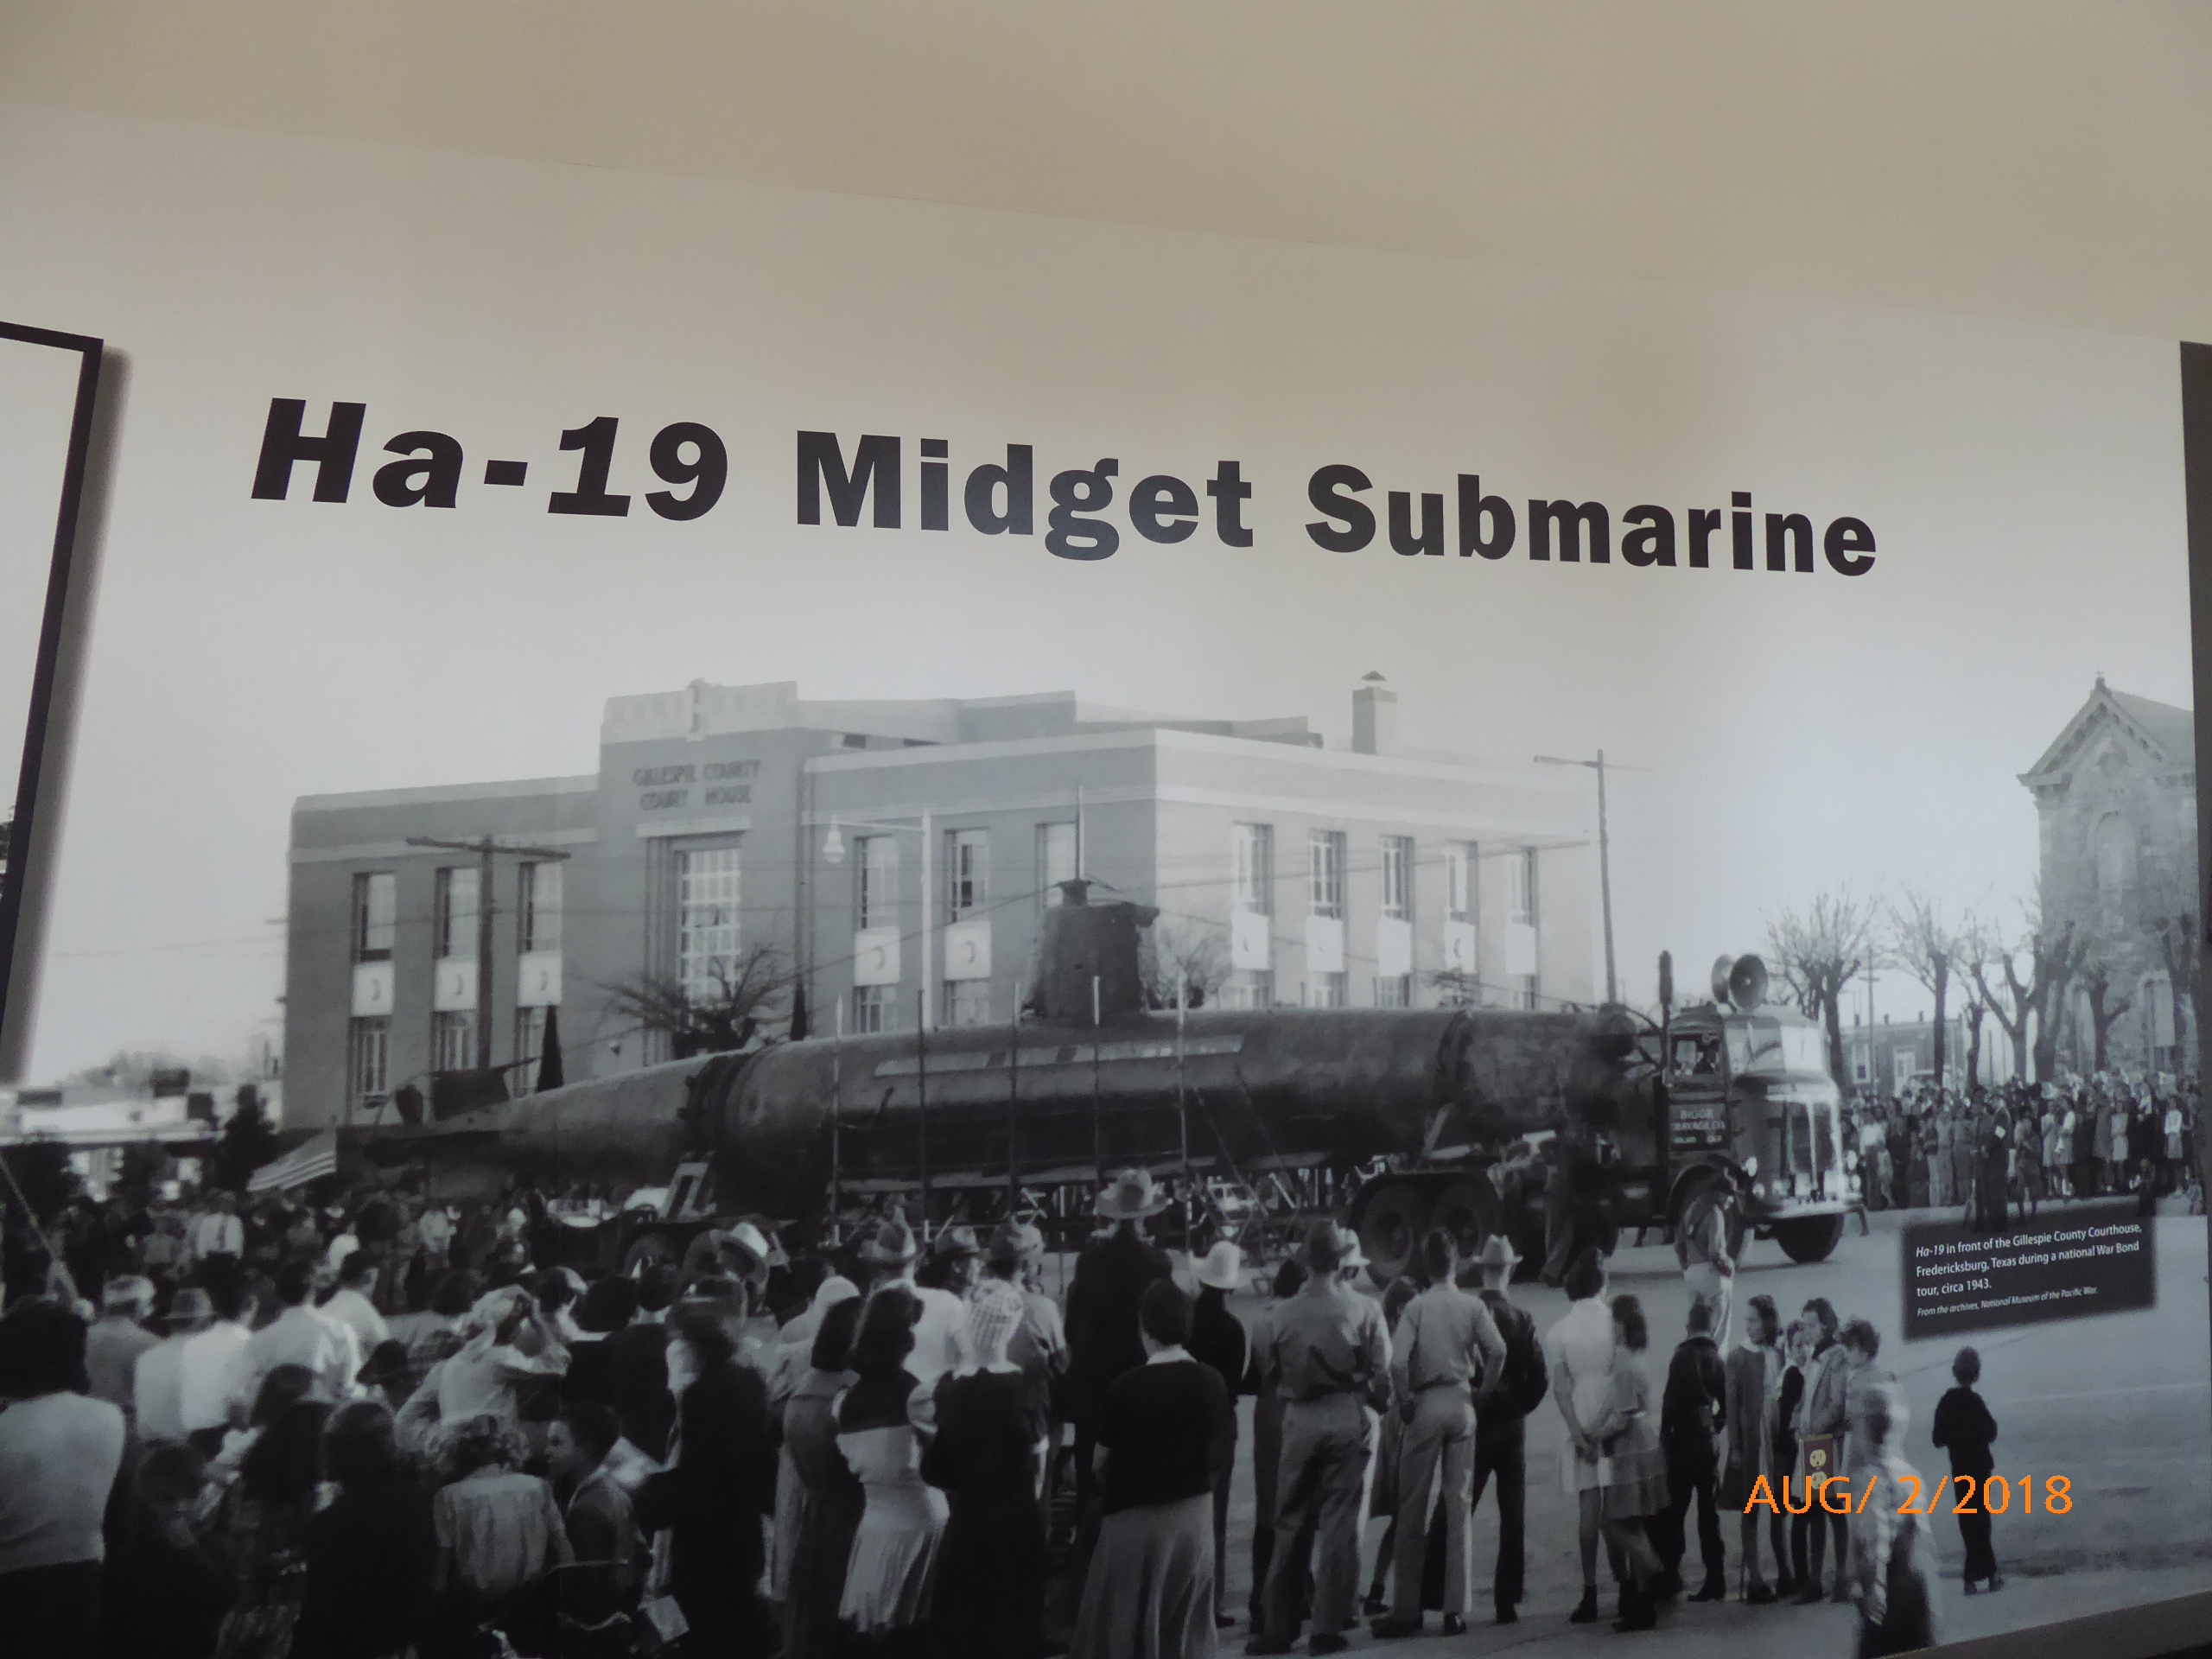 Ha-19 Midget Submarine
GILLESPIE COUNTY
COURT HOUSE
Ha-19 in front of the Gillespie County Courthouse,
Fredericksburg, Texas during a national War Bond
tour, circa 1943.
From the archives, National Museum of the Pacific War.
AUG/ 2/2018